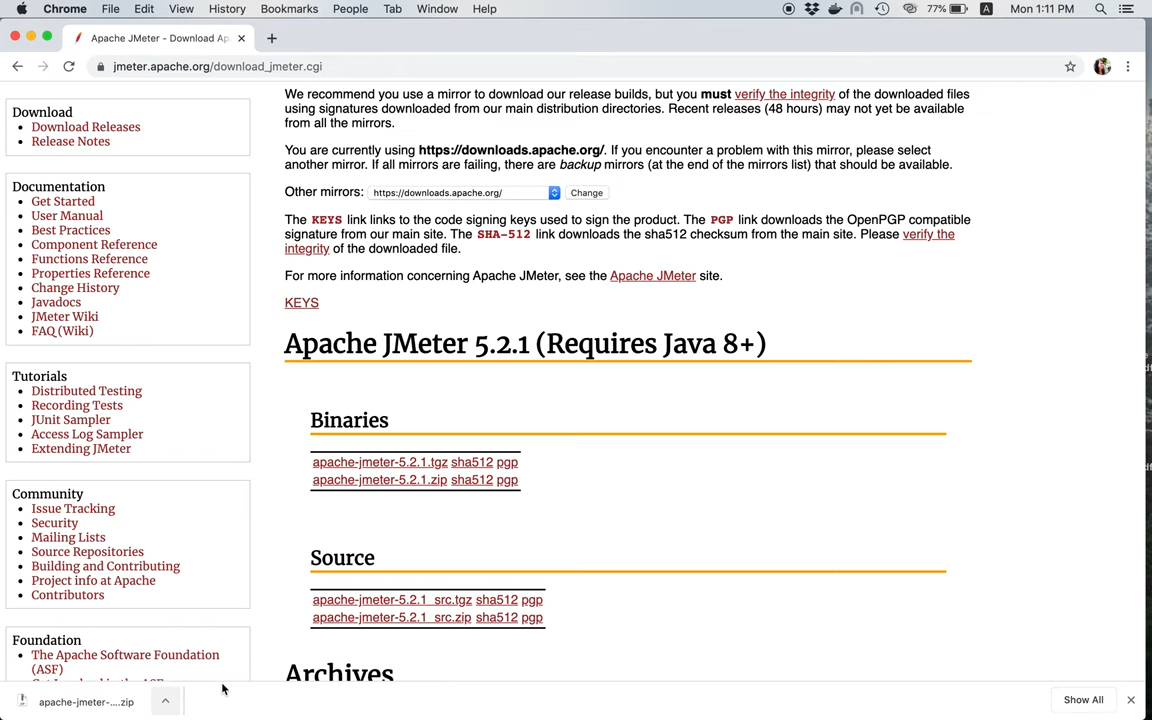 Chrome File Edit View History Bookmarks People Tab Window Help 77% A Mon 1:11 PM
Apache JMeter - Download Ap
jmeter.apache.org/download_jmeter.cgi
Download
Download Releases
Release Notes
Documentation
Get Started
User Manual
Best Practices
Component Reference
Functions Reference
Properties Reference
Change History
Javadocs
JMeter Wiki
FAQ (Wiki)
Tutorials
Distributed Testing
Recording Tests
JUnit Sampler
Access Log Sampler
Extending JMeter
Community
Issue Tracking
Security
Mailing Lists
Source Repositories
Building and Contributing
Project info at Apache
Contributors
Foundation
The Apache Software Foundation
(ASF)
We recommend you use a mirror to download our release builds, but you must verify the integrity of the downloaded files
using signatures downloaded from our main distribution directories. Recent releases (48 hours) may not yet be available
from all the mirrors.
You are currently using https://downloads.apache.org/. If you encounter a problem with this mirror, please select
another mirror. If all mirrors are failing, there are backup mirrors (at the end of the mirrors list) that should be available.
Other mirrors: https://downloads.apache.org/ Change
The KEYS link links to the code signing keys used to sign the product. The PGP link downloads the OpenPGP compatible
signature from our main site. The SHA-512 link downloads the sha512 checksum from the main site. Please verify the
integrity of the downloaded file.
For more information concerning Apache JMeter, see the Apache JMeter site.
KEYS
Apache JMeter 5.2.1 (Requires Java 8+)
Binaries
apache-jmeter-5.2.1.tgz sha512 pgp
apache-jmeter-5.2.1.zip sha512 pgp
Source
apache-jmeter-5.2.1_src.tgz sha512 pgp
apache-jmeter-5.2.1_src.zip sha512 pgp
Archives
apache-jmeter-....zip
Show All